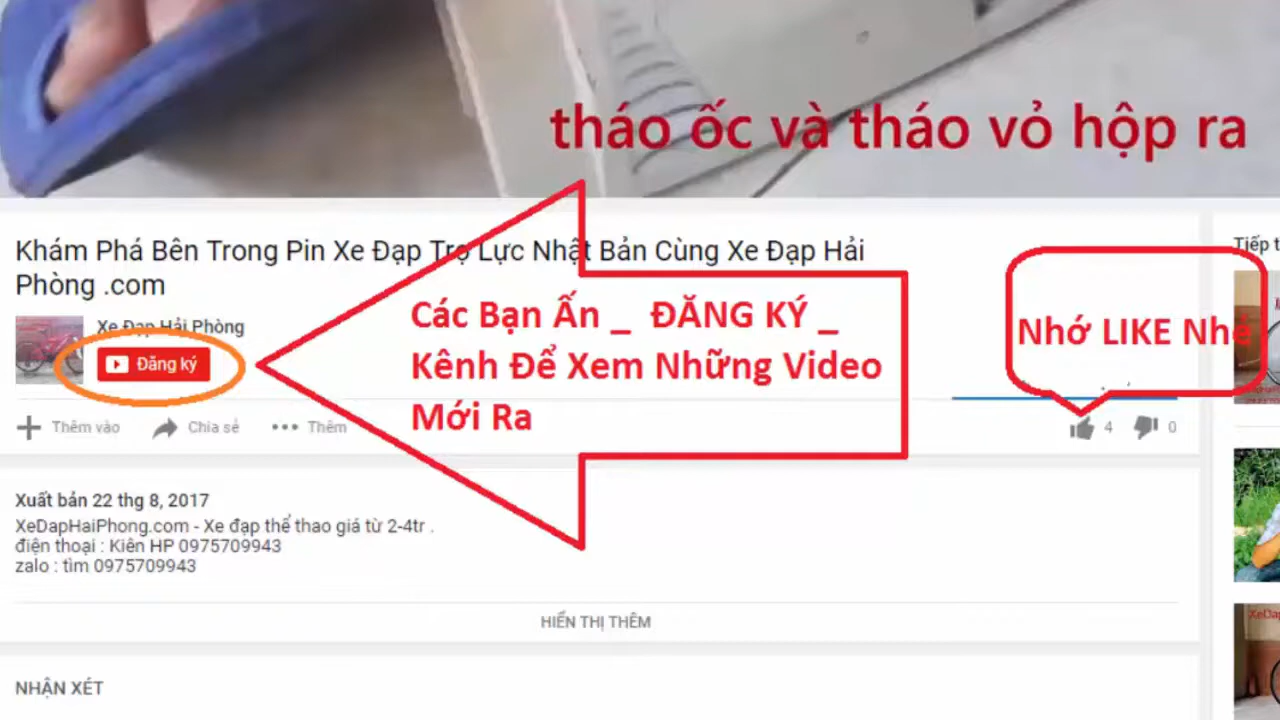 tháo ốc và tháo vỏ hộp ra
Khám Phá Bên Trong Pin Xe Đạp Trợ Lực Nhật Bản Cùng Xe Đạp Hải
Phòng .com
Xe Đạp Hải Phòng
Đăng ký
Các Bạn Ấn _ ĐĂNG KÝ _
Kênh Để Xem Những Video
Mới Ra
Nhớ LIKE Nhé
Tiếp t
Thêm vào
Chia sẻ
Thêm
4
0
Xuất bản 22 thg 8, 2017
XeDapHaiPhong.com - Xe đạp thể thao giá từ 2-4tr .
điện thoại : Kiên HP 0975709943
zalo : tìm 0975709943
HIỂN THỊ THÊM
NHẬN XÉT
XeDap